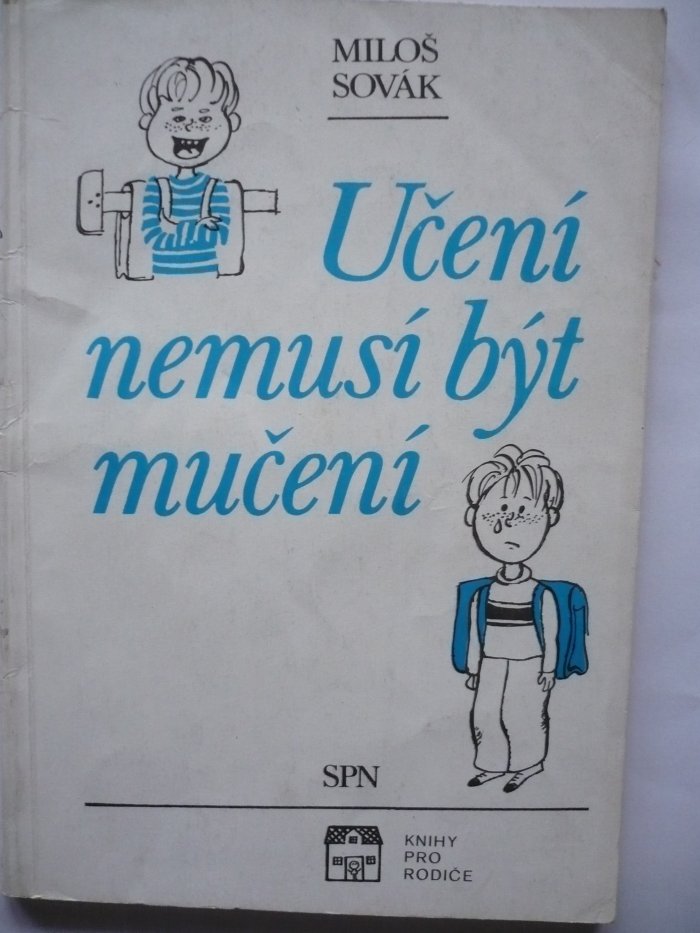 MILOŠ
SOVÁK
Učení
nemusí být
mučení
SPN
KNIHY
PRO
RODIČE